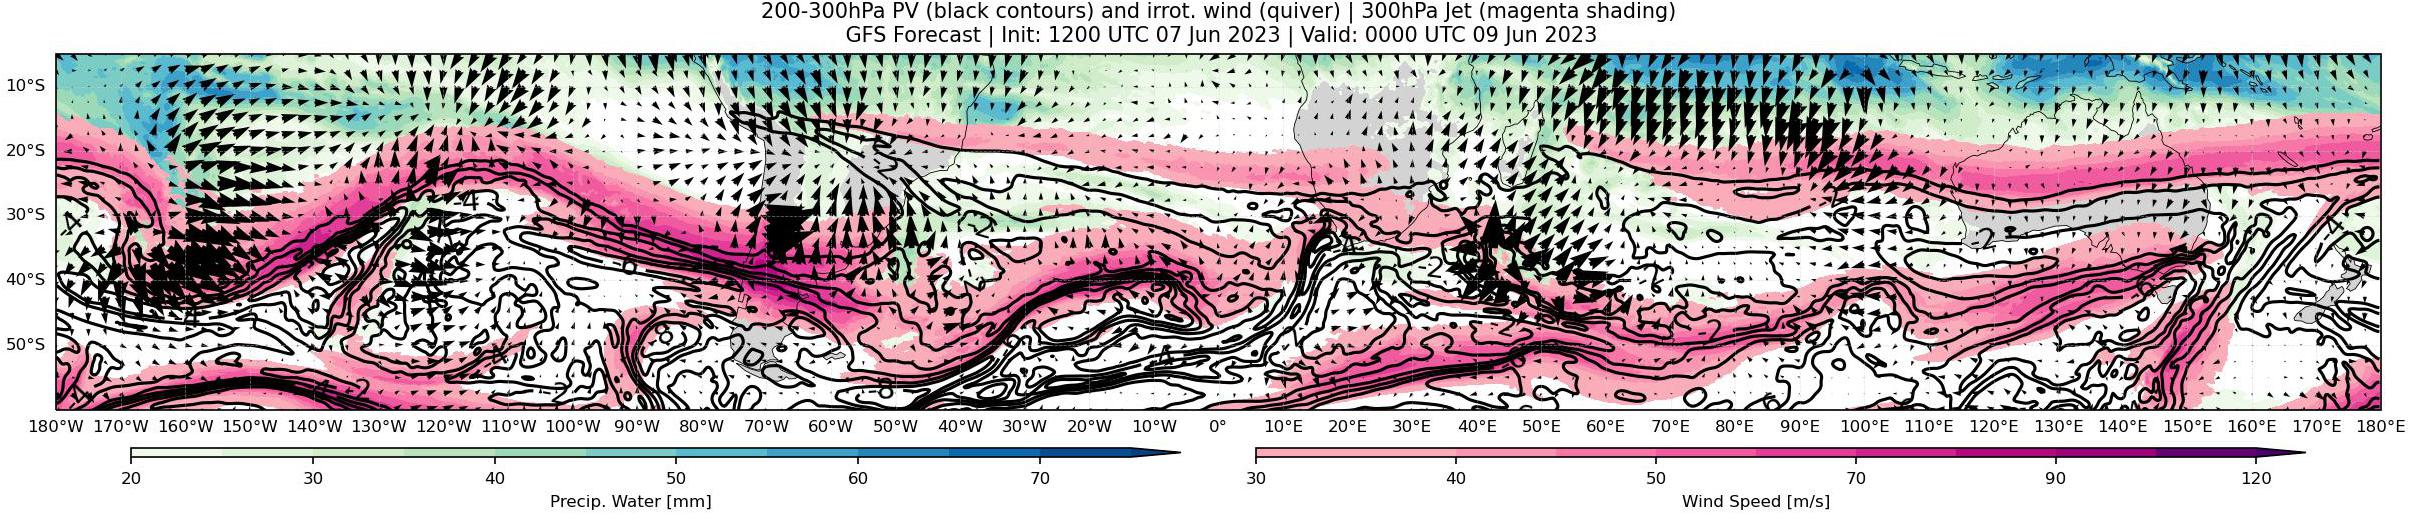 200-300hPa PV (black contours) and irrot. wind (quiver) | 300hPa Jet (magenta shading)
GFS Forecast | Init: 1200 UTC 07 Jun 2023 | Valid: 0000 UTC 09 Jun 2023
10°S
20°S
30°S
40°S
50°S
180°W 170°W 160°W 150°W 140°W 130°W 120°W 110°W 100°W 90°W 80°W 70°W 60°W 50°W 40°W 30°W 20°W 10°W 0° 10°E 20°E 30°E 40°E 50°E 60°E 70°E 80°E 90°E 100°E 110°E 120°E 130°E 140°E 150°E 160°E 170°E 180°E
20 30 40 50 60 70
Precip. Water [mm]
30 40 50 70 90 120
Wind Speed [m/s]